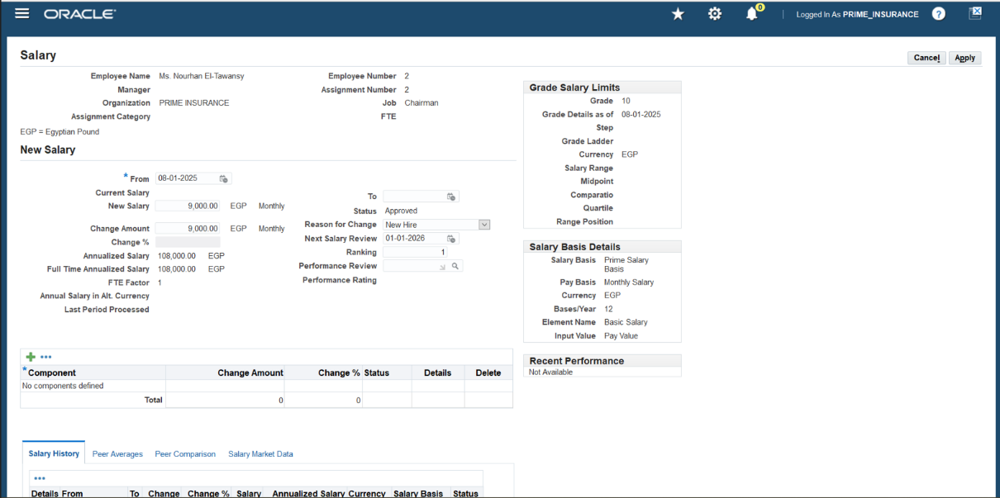 ORACLE
0
Logged In As PRIME_INSURANCE
?
Salary
Cancel Apply
Employee Name Ms. Nourhan El-Tawansy Employee Number 2
Manager Assignment Number 2
Organization PRIME INSURANCE Job Chairman
Assignment Category FTE
EGP = Egyptian Pound
New Salary
* From 08-01-2025
Current Salary
New Salary 9,000.00 EGP Monthly
Change Amount 9,000.00 EGP Monthly
Change %
Annualized Salary 108,000.00 EGP
Full Time Annualized Salary 108,000.00 EGP
FTE Factor 1
Annual Salary in Alt. Currency
Last Period Processed
To
Status Approved
Reason for Change New Hire
Next Salary Review 01-01-2026
Ranking 1
Performance Review
Performance Rating
Grade Salary Limits
Grade 10
Grade Details as of 08-01-2025
Step
Grade Ladder
Currency EGP
Salary Range
Midpoint
Comparatio
Quartile
Range Position
Salary Basis Details
Salary Basis Prime Salary
Basis
Pay Basis Monthly Salary
Currency EGP
Bases/Year 12
Element Name Basic Salary
Input Value Pay Value
Recent Performance
Not Available
* Component Change Amount Change % Status Details Delete
No components defined
Total 0 0
Salary History Peer Averages Peer Comparison Salary Market Data
Details From To Change Change % Salary Annualized Salary Currency Salary Basis Status